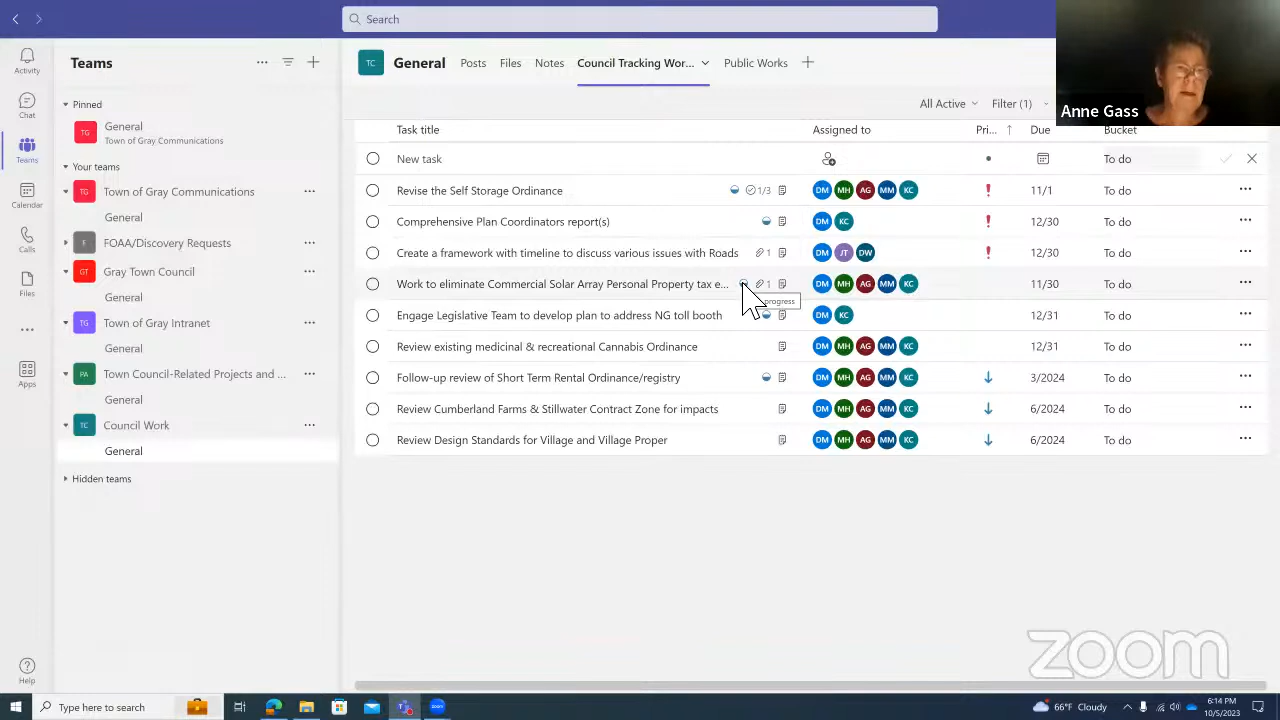 Search
Anne Gass
Activity
Chat
Teams
Calendar
Calls
Files
Apps
Help
Teams
Pinned
TG General
Town of Gray Communications
Your teams
TG Town of Gray Communications
General
F FOAA/Discovery Requests
GT Gray Town Council
General
TG Town of Gray Intranet
General
PA Town Council-Related Projects and ...
General
TC Council Work
General
Hidden teams
TC General Posts Files Notes Council Tracking Wor... Public Works
All Active Filter (1)
Task title Assigned to Pri... ↑ Due Bucket
New task To do
Revise the Self Storage Ordinance 1/3 DM MH AG MM KC ! 11/1 To do
Comprehensive Plan Coordinators report(s) DM KC ! 12/30 To do
Create a framework with timeline to discuss various issues with Roads 1 DM JT DW ! 12/30 To do
Work to eliminate Commercial Solar Array Personal Property tax e... 1 DM MH AG MM KC 11/30 To do
progress
Engage Legislative Team to develop plan to address NG toll booth DM KC 12/31 To do
Review existing medicinal & recreational Cannabis Ordinance DM MH AG MM KC 12/31 To do
Follow-up review of Short Term Rental Ordinance/registry DM MH AG MM KC ↓ 3/2024 To do
Review Cumberland Farms & Stillwater Contract Zone for impacts DM MH AG MM KC ↓ 6/2024 To do
Review Design Standards for Village and Village Proper DM MH AG MM KC ↓ 6/2024 To do
zoom
Type here to search
zoom
66°F Cloudy
6:14 PM
10/5/2023